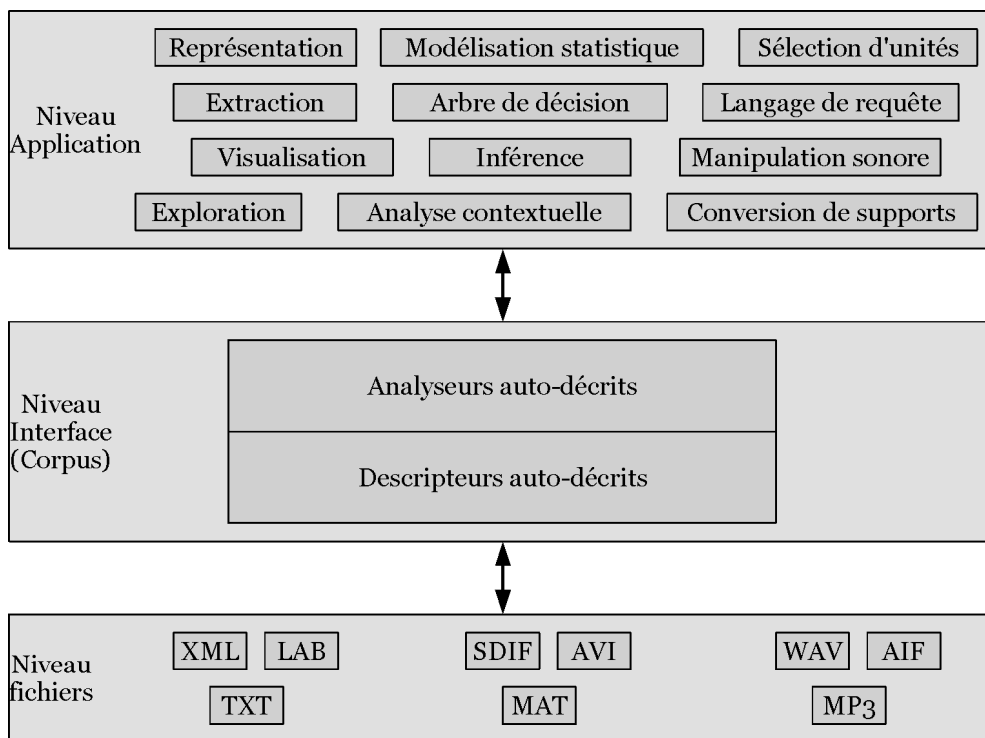 Représentation Modélisation statistique Sélection d'unités
Extraction Arbre de décision Langage de requête
Niveau
Application
Visualisation Inférence Manipulation sonore
Exploration Analyse contextuelle Conversion de supports
Analyseurs auto-décrits
Niveau
Interface
(Corpus)
Descripteurs auto-décrits
XML LAB SDIF AVI WAV AIF
Niveau
fichiers
TXT MAT MP3